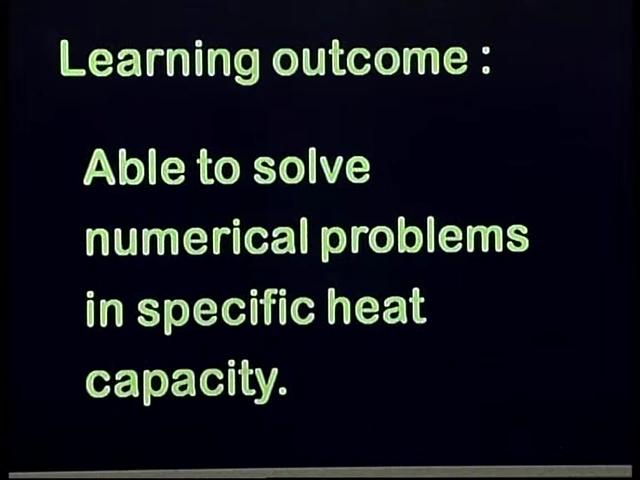 Learning outcome :
Able to solve
numerical problems
in specific heat
capacity.